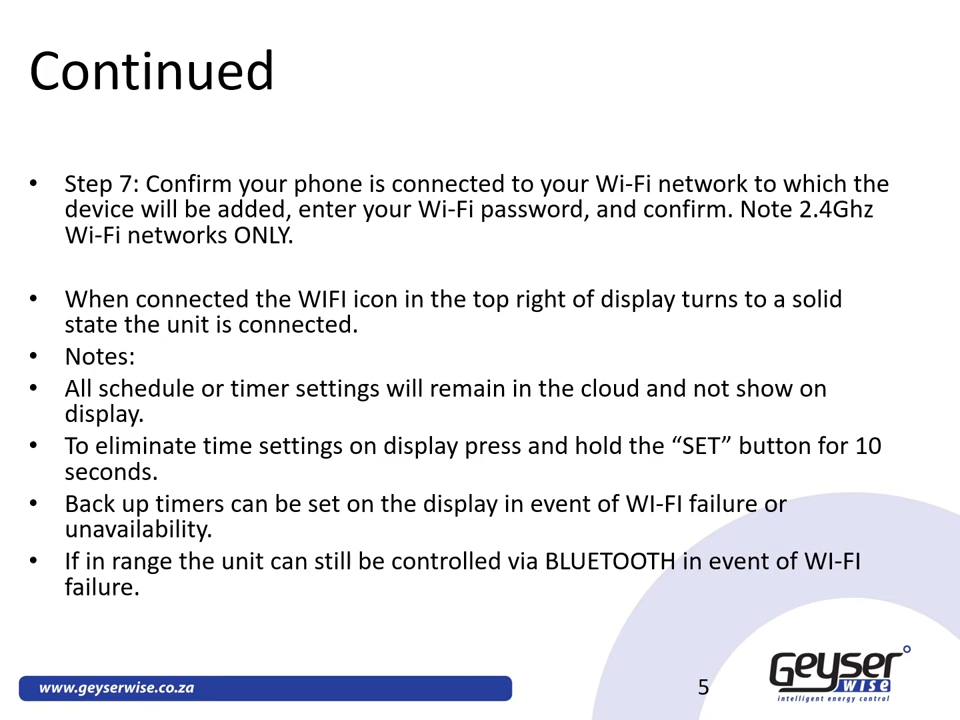 Continued
• Step 7: Confirm your phone is connected to your Wi-Fi network to which the
device will be added, enter your Wi-Fi password, and confirm. Note 2.4Ghz
Wi-Fi networks ONLY.
• When connected the WIFI icon in the top right of display turns to a solid
state the unit is connected.
• Notes:
• All schedule or timer settings will remain in the cloud and not show on
display.
• To eliminate time settings on display press and hold the “SET” button for 10
seconds.
• Back up timers can be set on the display in event of WI-FI failure or
unavailability.
• If in range the unit can still be controlled via BLUETOOTH in event of WI-FI
failure.
www.geyserwise.co.za
5
Geyser
wise
intelligent energy control